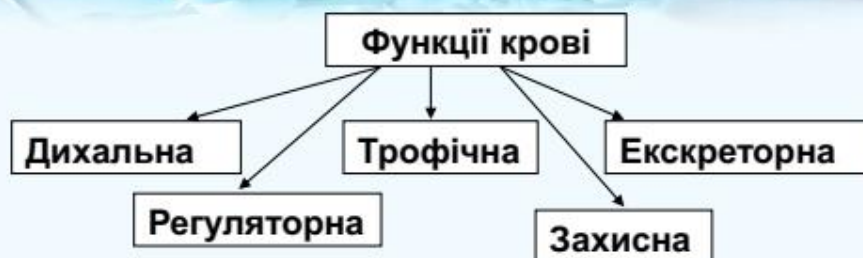 Функції крові
Дихальна
Трофічна
Екскреторна
Регуляторна
Захисна